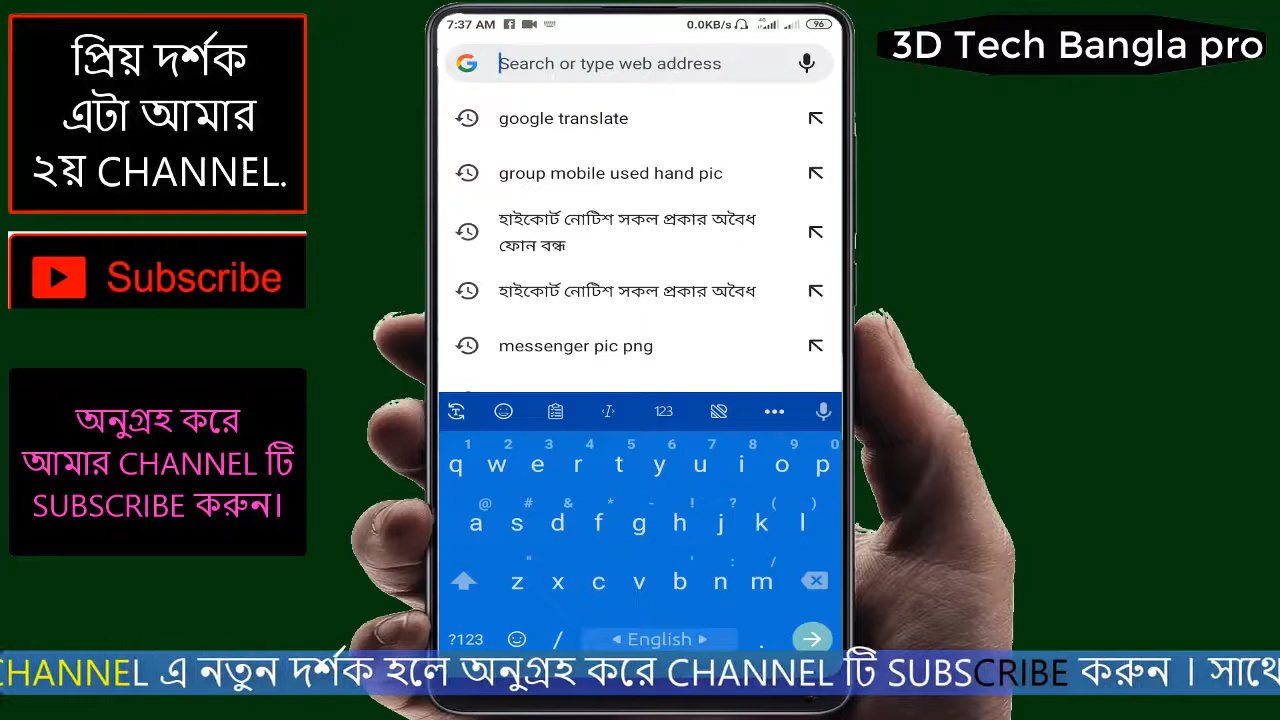 প্রিয় দর্শক
এটা আমার
২য় CHANNEL.
Subscribe
অনুগ্রহ করে
আমার CHANNEL টি
SUBSCRIBE করুন।
3D Tech Bangla pro
7:37 AM 0.0KB/s 4G 96
Search or type web address
google translate
group mobile used hand pic
হাইকোর্ট নোটিশ সকল প্রকার অবৈধ
ফোন বন্ধ
হাইকোর্ট নোটিশ সকল প্রকার অবৈধ
messenger pic png
123
1 2 3 4 5 6 7 8 9 0
q w e r t y u i o p
@ # & * - ! ? ( )
a s d f g h j k l
" ' : /
z x c v b n m
?123 / English .
CHANNEL এ নতুন দর্শক হলে অনুগ্রহ করে CHANNEL টি SUBSCRIBE করুন । সাথে